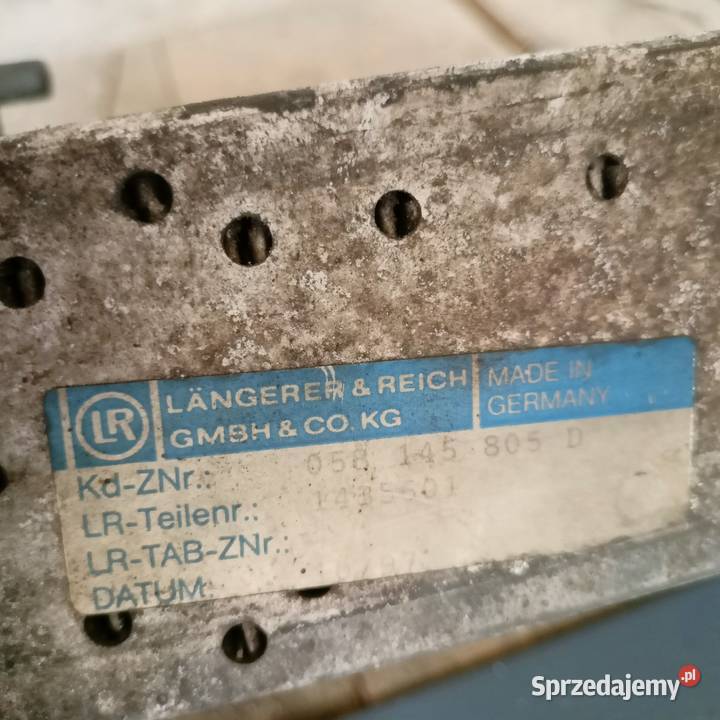 LR
LÄNGERER & REICH
GMBH & CO. KG
MADE IN
GERMANY
Kd-ZNr.: 058 145 805 D
LR-Teilenr.:
LR-TAB-ZNr.:
DATUM:
Sprzedajemy.pl